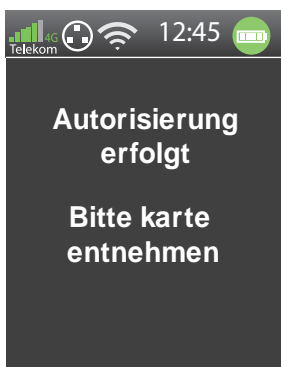 4G 12:45
Telekom
Autorisierung
erfolgt
Bitte karte
entnehmen